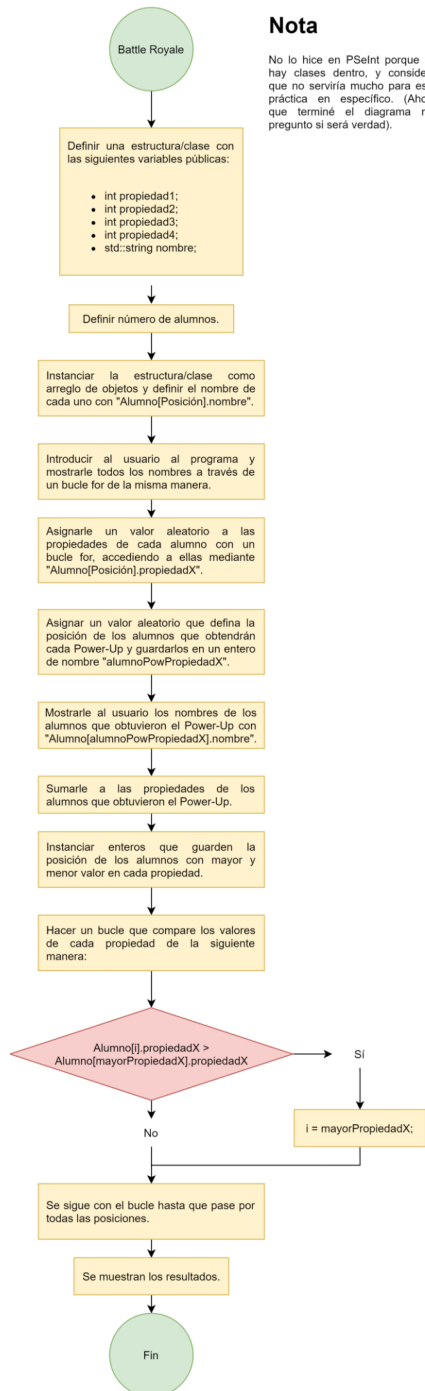 Nota
No lo hice en PSeInt porque
hay clases dentro, y conside
que no serviría mucho para es
práctica en específico. (Aho
que terminé el diagrama m
pregunto si será verdad).
Battle Royale
Definir una estructura/clase con
las siguientes variables públicas:
• int propiedad1;
• int propiedad2;
• int propiedad3;
• int propiedad4;
• std::string nombre;
Definir número de alumnos.
Instanciar la estructura/clase como
arreglo de objetos y definir el nombre de
cada uno con "Alumno[Posición].nombre".
Introducir al usuario al programa y
mostrarle todos los nombres a través de
un bucle for de la misma manera.
Asignarle un valor aleatorio a las
propiedades de cada alumno con un
bucle for, accediendo a ellas mediante
"Alumno[Posición].propiedadX".
Asignar un valor aleatorio que defina la
posición de los alumnos que obtendrán
cada Power-Up y guardarlos en un entero
de nombre "alumnoPowPropiedadX".
Mostrarle al usuario los nombres de los
alumnos que obtuvieron el Power-Up con
"Alumno[alumnoPowPropiedadX].nombre".
Sumarle a las propiedades de los
alumnos que obtuvieron el Power-Up.
Instanciar enteros que guarden la
posición de los alumnos con mayor y
menor valor en cada propiedad.
Hacer un bucle que compare los valores
de cada propiedad de la siguiente
manera:
Alumno[i].propiedadX >
Alumno[mayorPropiedadX].propiedadX
Sí
i = mayorPropiedadX;
No
Se sigue con el bucle hasta que pase por
todas las posiciones.
Se muestran los resultados.
Fin